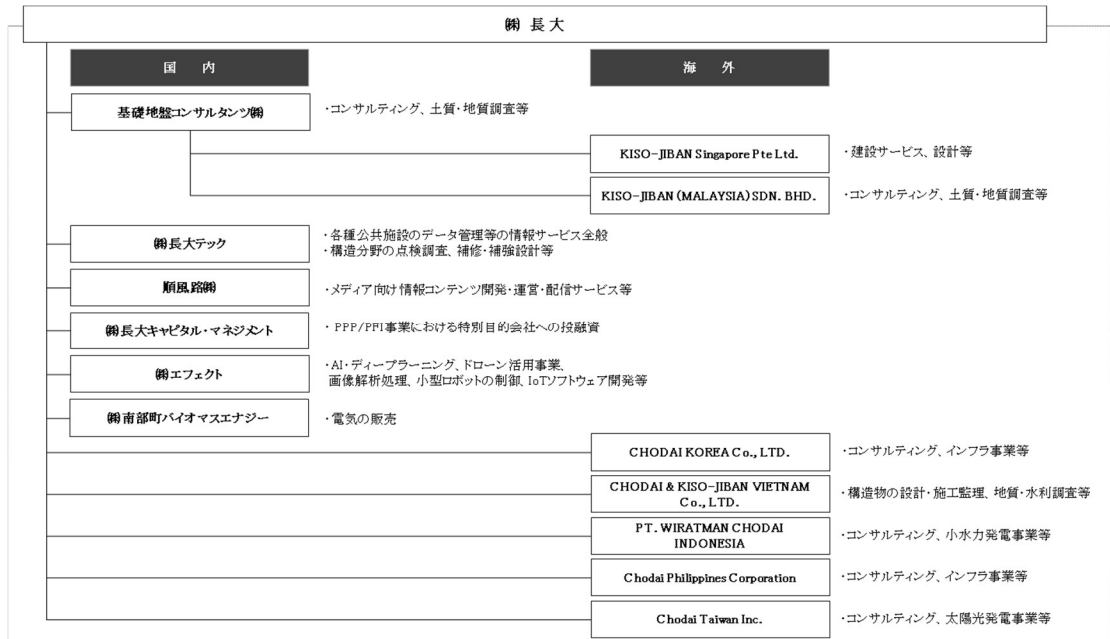 ㈱ 長大
国　内
海　外
基礎地盤コンサルタンツ㈱
・コンサルティング、土質・地質調査等
KISO-JIBAN Singapore Pte Ltd.
・建設サービス、設計等
KISO-JIBAN (MALAYSIA) SDN. BHD.
・コンサルティング、土質・地質調査等
㈱長大テック
・各種公共施設のデータ管理等の情報サービス全般
・構造分野の点検調査、補修・補強設計等
順風路㈱
・メディア向け情報コンテンツ開発・運営・配信サービス等
㈱長大キャピタル・マネジメント
・PPP/PFI事業における特別目的会社への投融資
㈱エフェクト
・AI・ディープラーニング、ドローン活用事業、
画像解析処理、小型ロボットの制御、IoTソフトウェア開発等
㈱南部町バイオマスエナジー
・電気の販売
CHODAI KOREA Co., LTD.
・コンサルティング、インフラ事業等
CHODAI & KISO-JIBAN VIETNAM
Co., LTD.
・構造物の設計・施工監理、地質・水利調査等
PT. WIRATMAN CHODAI
INDONESIA
・コンサルティング、小水力発電事業等
Chodai Philippines Corporation
・コンサルティング、インフラ事業等
Chodai Taiwan Inc.
・コンサルティング、太陽光発電事業等